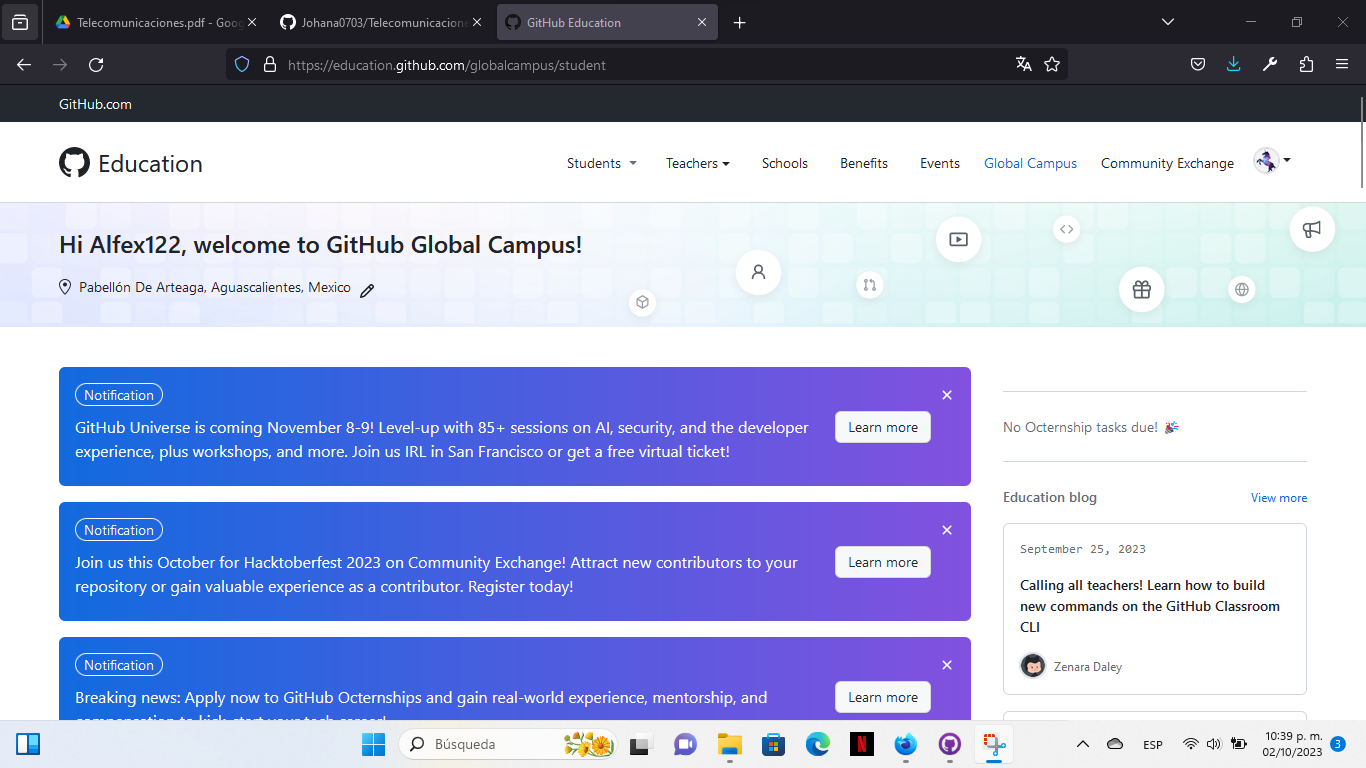 Telecomunicaciones.pdf - Goog
Johana0703/Telecomunicacione
GitHub Education
https://education.github.com/globalcampus/student
GitHub.com
Education
Students
Teachers
Schools
Benefits
Events
Global Campus
Community Exchange
Hi Alfex122, welcome to GitHub Global Campus!
Pabellón De Arteaga, Aguascalientes, Mexico
Notification
GitHub Universe is coming November 8-9! Level-up with 85+ sessions on AI, security, and the developer
experience, plus workshops, and more. Join us IRL in San Francisco or get a free virtual ticket!
Learn more
Notification
Join us this October for Hacktoberfest 2023 on Community Exchange! Attract new contributors to your
repository or gain valuable experience as a contributor. Register today!
Learn more
Notification
Breaking news: Apply now to GitHub Octernships and gain real-world experience, mentorship, and
compensation to kick-start your tech career!
Learn more
No Octernship tasks due! 🎉
Education blog
View more
September 25, 2023
Calling all teachers! Learn how to build
new commands on the GitHub Classroom
CLI
Zenara Daley
Búsqueda
N
ESP
10:39 p. m.
02/10/2023
3